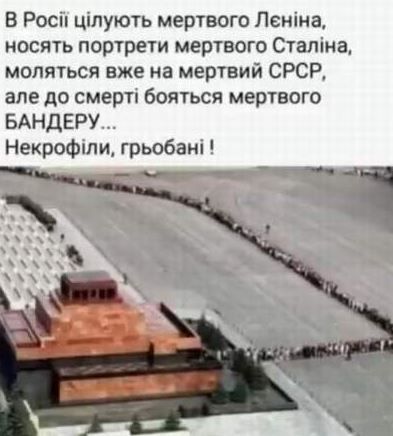 В Росії цілують мертвого Лєніна,
носять портрети мертвого Сталіна,
моляться вже на мертвий СРСР,
але до смерті бояться мертвого
БАНДЕРУ...
Некрофіли, грьобані !